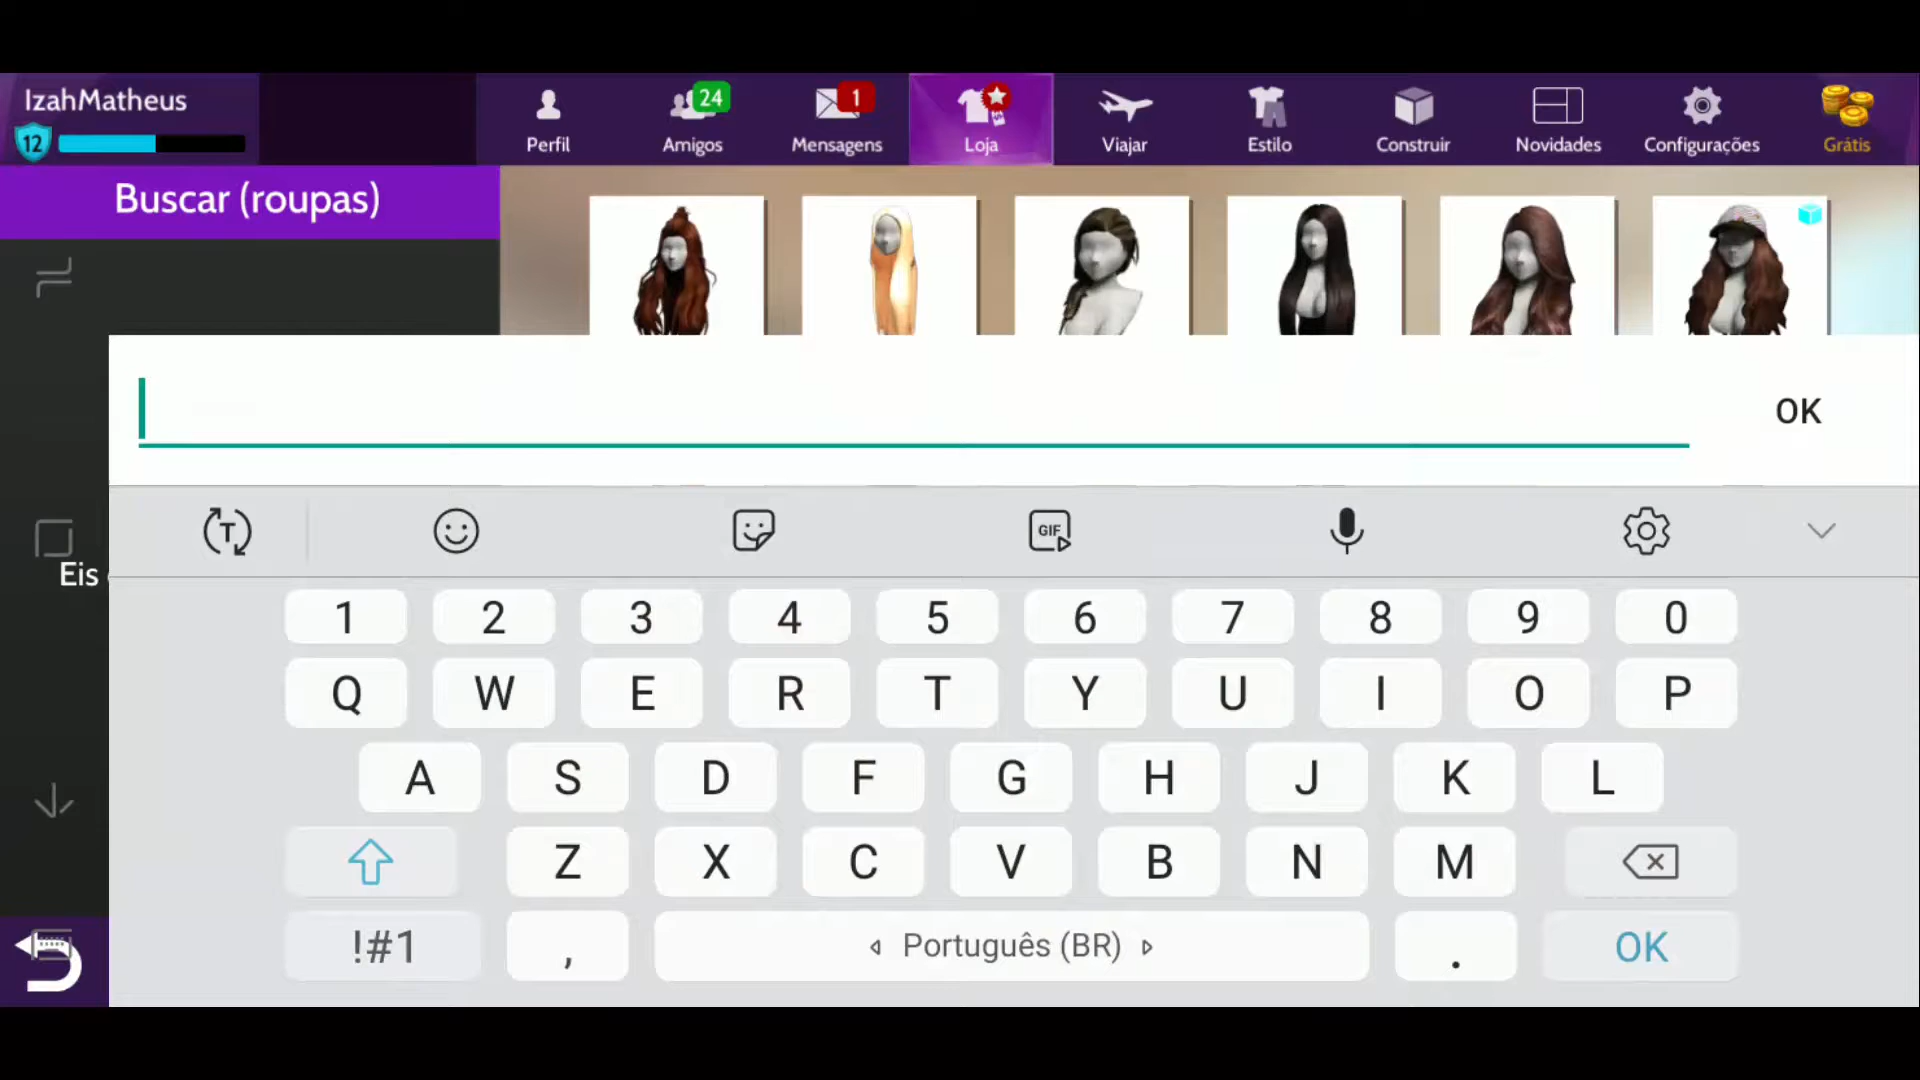 IzahMatheus
12
Perfil
24
Amigos
1
Mensagens
Loja
Viajar
Estilo
Construir
Novidades
Configurações
Grátis
Buscar (roupas)
OK
Eis
T
GIF
1 2 3 4 5 6 7 8 9 0
Q W E R T Y U I O P
A S D F G H J K L
Z X C V B N M
!#1 , Português (BR) . OK